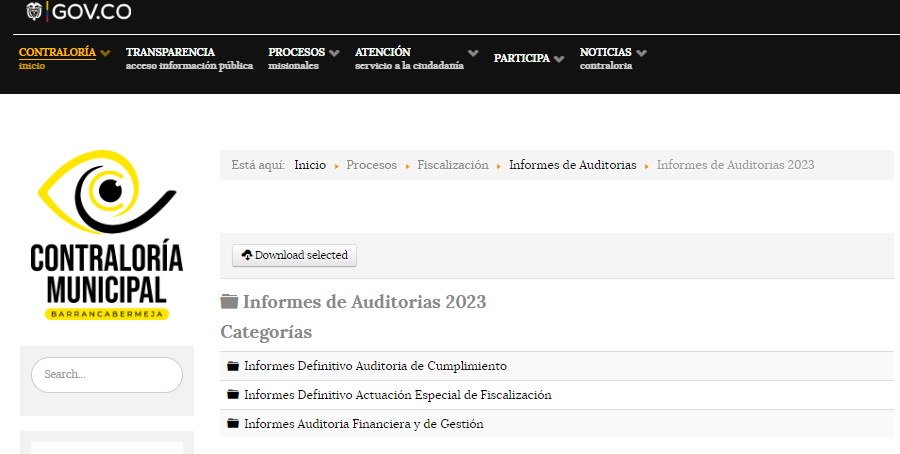 GOV.CO
CONTRALORÍA
inicio
TRANSPARENCIA
acceso información pública
PROCESOS
misionales
ATENCIÓN
servicio a la ciudadanía
PARTICIPA
NOTICIAS
contraloria
CONTRALORÍA
MUNICIPAL
BARRANCABERMEJA
Search...
Está aquí: Inicio Procesos Fiscalización Informes de Auditorias Informes de Auditorias 2023
Download selected
Informes de Auditorias 2023
Categorías
Informes Definitivo Auditoria de Cumplimiento
Informes Definitivo Actuación Especial de Fiscalización
Informes Auditoria Financiera y de Gestión